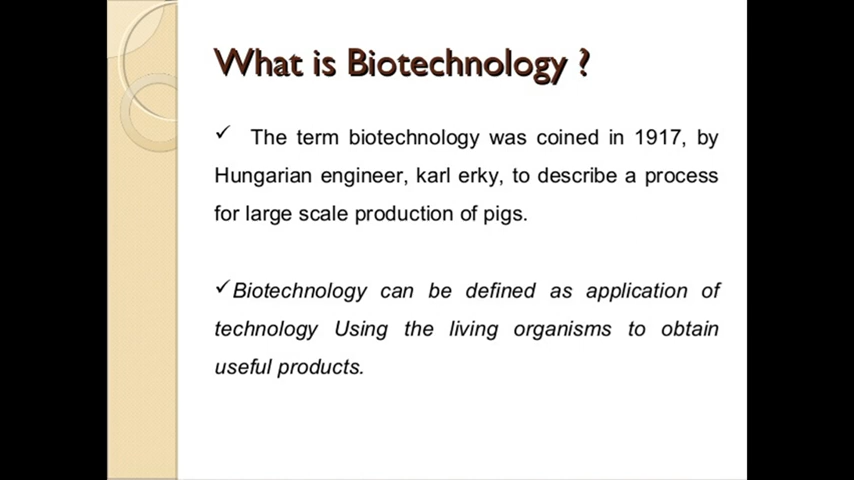 What is Biotechnology ?
✓ The term biotechnology was coined in 1917, by
Hungarian engineer, karl erky, to describe a process
for large scale production of pigs.
✓Biotechnology can be defined as application of
technology Using the living organisms to obtain
useful products.